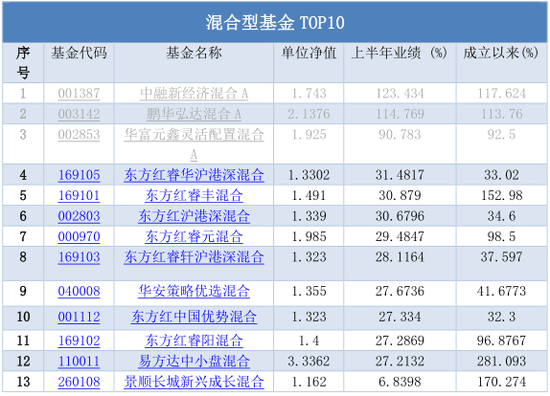 混合型基金 TOP10
序号 基金代码 基金名称 单位净值 上半年业绩 (%) 成立以来(%)
1 001387 中融新经济混合 A 1.743 123.434 117.624
2 003142 鹏华弘达混合 A 2.1376 114.769 113.76
3 002853 华富元鑫灵活配置混合 A 1.925 90.783 92.5
4 169105 东方红睿华沪港深混合 1.3302 31.4817 33.02
5 169101 东方红睿丰混合 1.491 30.879 152.98
6 002803 东方红沪港深混合 1.339 30.6796 34.6
7 000970 东方红睿元混合 1.985 29.4847 98.5
8 169103 东方红睿轩沪港深混合 1.323 28.1164 37.597
9 040008 华安策略优选混合 1.355 27.6736 41.6773
10 001112 东方红中国优势混合 1.323 27.334 32.3
11 169102 东方红睿阳混合 1.4 27.2869 96.8767
12 110011 易方达中小盘混合 3.3362 27.2132 281.093
13 260108 景顺长城新兴成长混合 1.162 6.8398 170.274